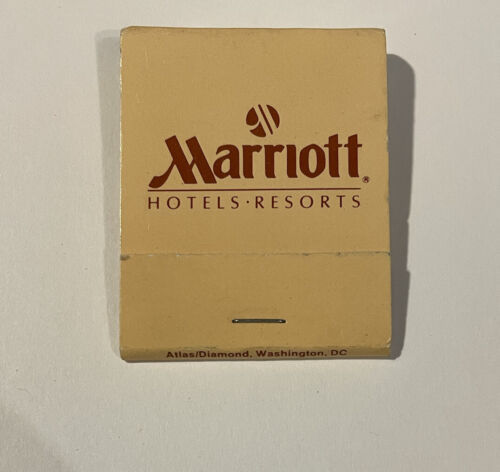 Marriott®
HOTELS·RESORTS
Atlas/Diamond, Washington, DC